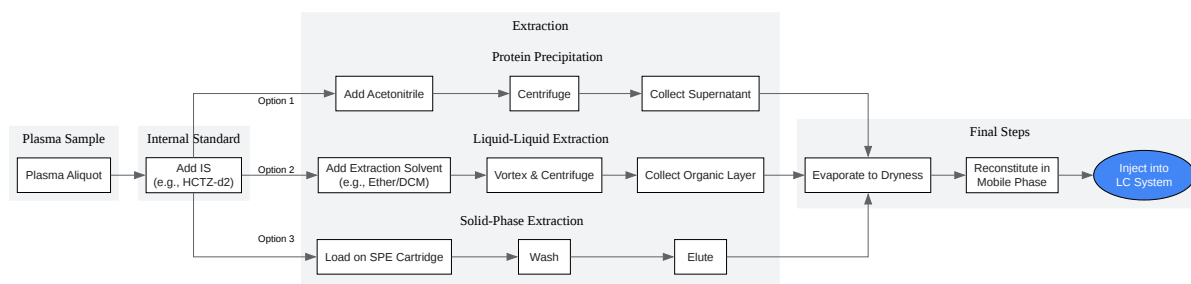 Extraction
Protein Precipitation
Option 1
Add Acetonitrile
Centrifuge
Collect Supernatant
Plasma Sample
Plasma Aliquot
Internal Standard
Add IS
(e.g., HCTZ-d2)
Liquid-Liquid Extraction
Option 2
Add Extraction Solvent
(e.g., Ether/DCM)
Vortex & Centrifuge
Collect Organic Layer
Solid-Phase Extraction
Option 3
Load on SPE Cartridge
Wash
Elute
Final Steps
Evaporate to Dryness
Reconstitute in
Mobile Phase
Inject into
LC System